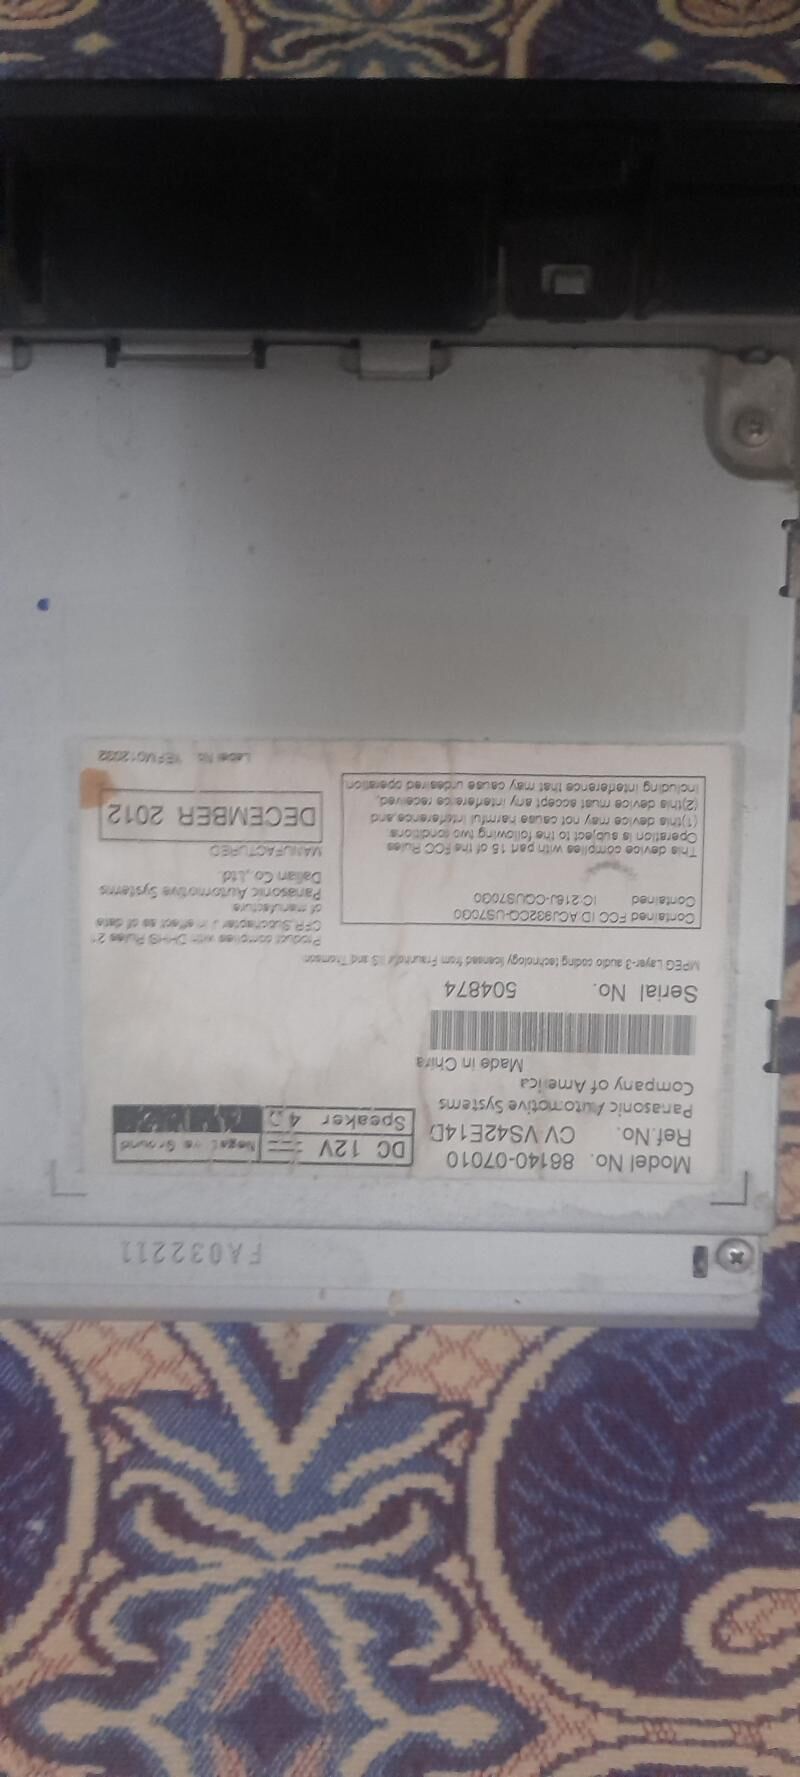 FA032211
Model No. 86140-07010
Ref.No. CV VS42E14D
Panasonic Automotive Systems
Company of America
Made in China
DC 12V
Negative Ground
Speaker 4Ω
Serial No. 504874
MPEG Layer-3 audio coding technology licensed from Fraunhofer IIS and Thomson
Contained FCC ID ACJ932CQ-US70G0
Contained IC:216J-CQUS70G0
This device complies with part 15 of the FCC Rules
Operation is subject to the following two conditions:
(1)this device may not cause harmful interference,and
(2)this device must accept any interference received,
including interference that may cause undesired operation.
Product complies with DHHS Rules 21
CFR,Subchapter J in effect as of date
of manufacture.
Panasonic Automotive Systems
Dalian Co.,Ltd.
MANUFACTURED
DECEMBER 2012
Label No. YEFM012032